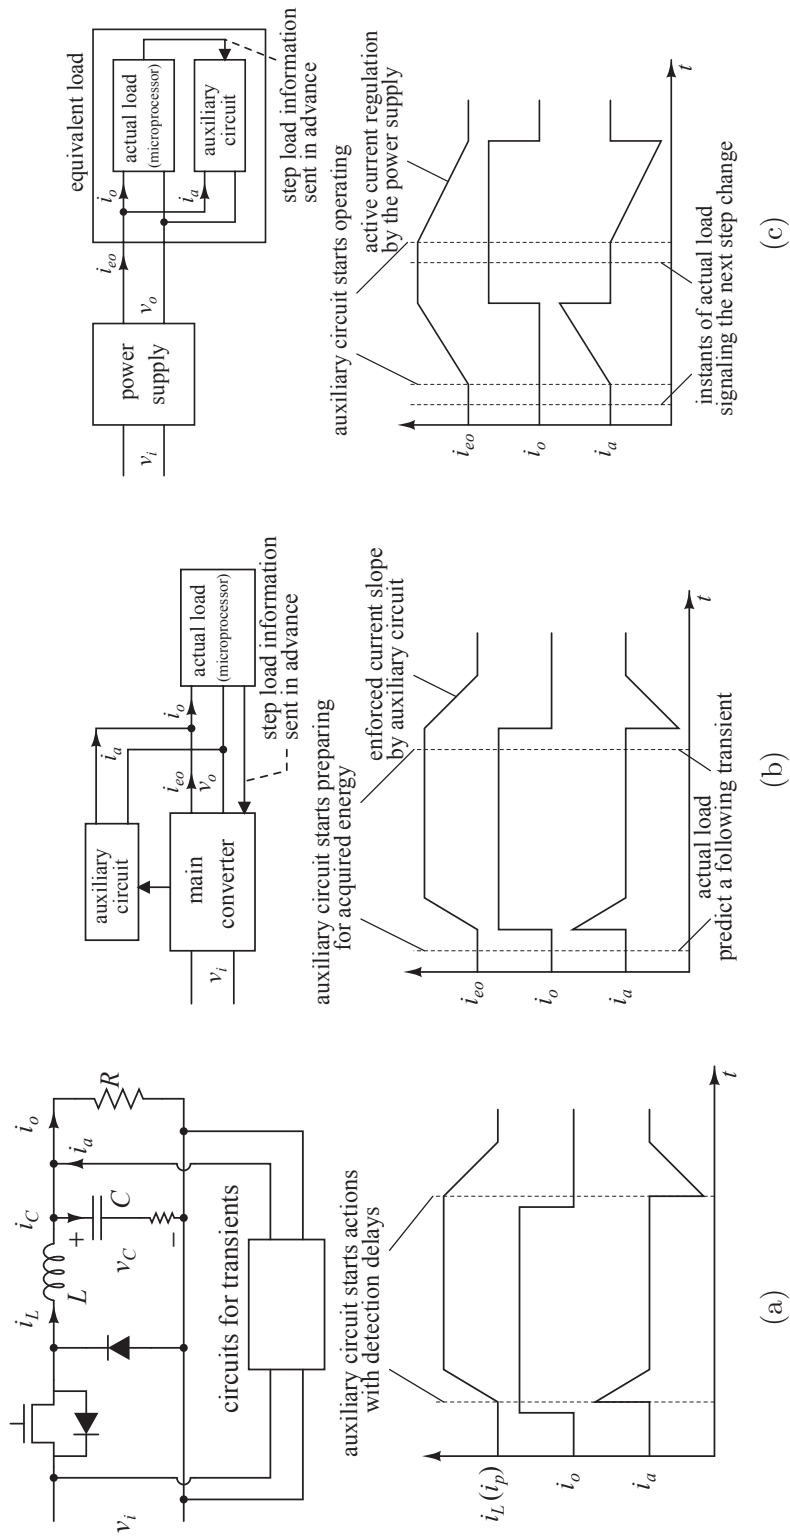 v_i
i_L
L
i_C
+
v_C
C
−
i_o
i_a
R
circuits for transients
auxiliary circuit starts actions
with detection delays
i_L (i_p)
i_o
i_a
t
(a)
v_i
auxiliary
circuit
main
converter
i_a
i_eo
v_o
i_o
actual load
(microprocessor)
step load information
sent in advance
auxiliary circuit starts preparing
for acquired energy
enforced current slope
by auxiliary circuit
i_eo
i_o
i_a
t
actual load
predict a following transient
(b)
v_i
power
supply
i_eo
v_o
equivalent load
i_o
i_a
actual load
(microprocessor)
auxiliary
circuit
step load information
sent in advance
auxiliary circuit starts operating
active current regulation
by the power supply
i_eo
i_o
i_a
t
instants of actual load
signaling the next step change
(c)